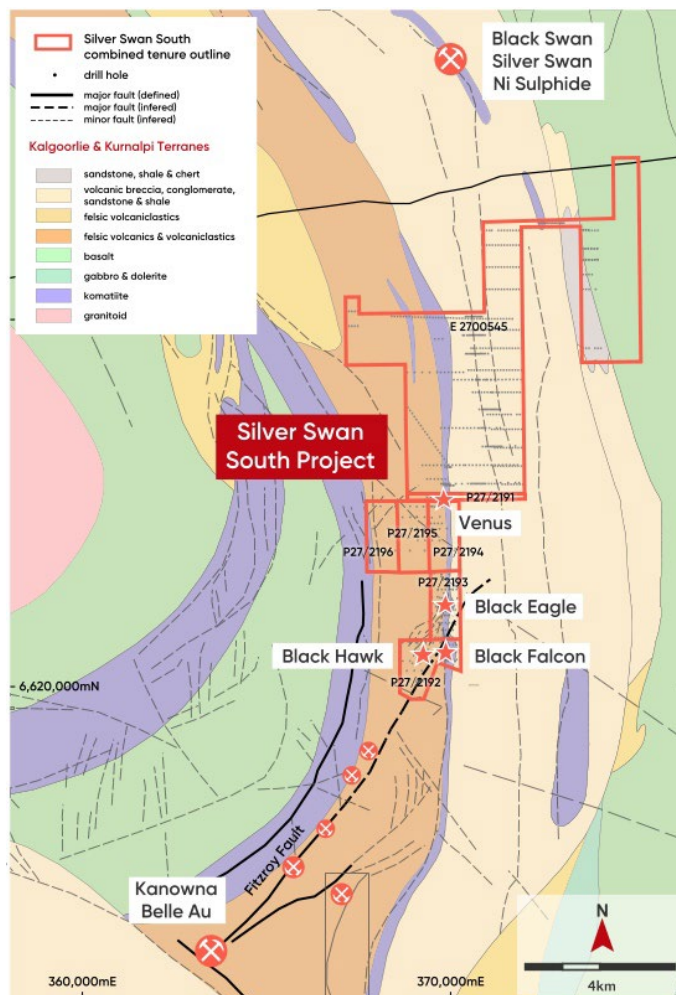 Silver Swan South
combined tenure outline
drill hole
major fault (defined)
major fault (infered)
minor fault (infered)
Kalgoorlie & Kurnalpi Terranes
sandstone, shale & chert
volcanic breccia, conglomerate,
sandstone & shale
felsic volcaniclastics
felsic volcanics & volcaniclastics
basalt
gabbro & dolerite
komatiite
granitoid
Black Swan
Silver Swan
Ni Sulphide
E 2700545
Silver Swan
South Project
P27/2191
Venus
P27/2195
P27/2196
P27/2194
P27/2193
Black Eagle
Black Hawk
Black Falcon
P27/2192
6,620,000mN
Fitzroy Fault
Kanowna
Belle Au
N
4km
360,000mE
370,000mE